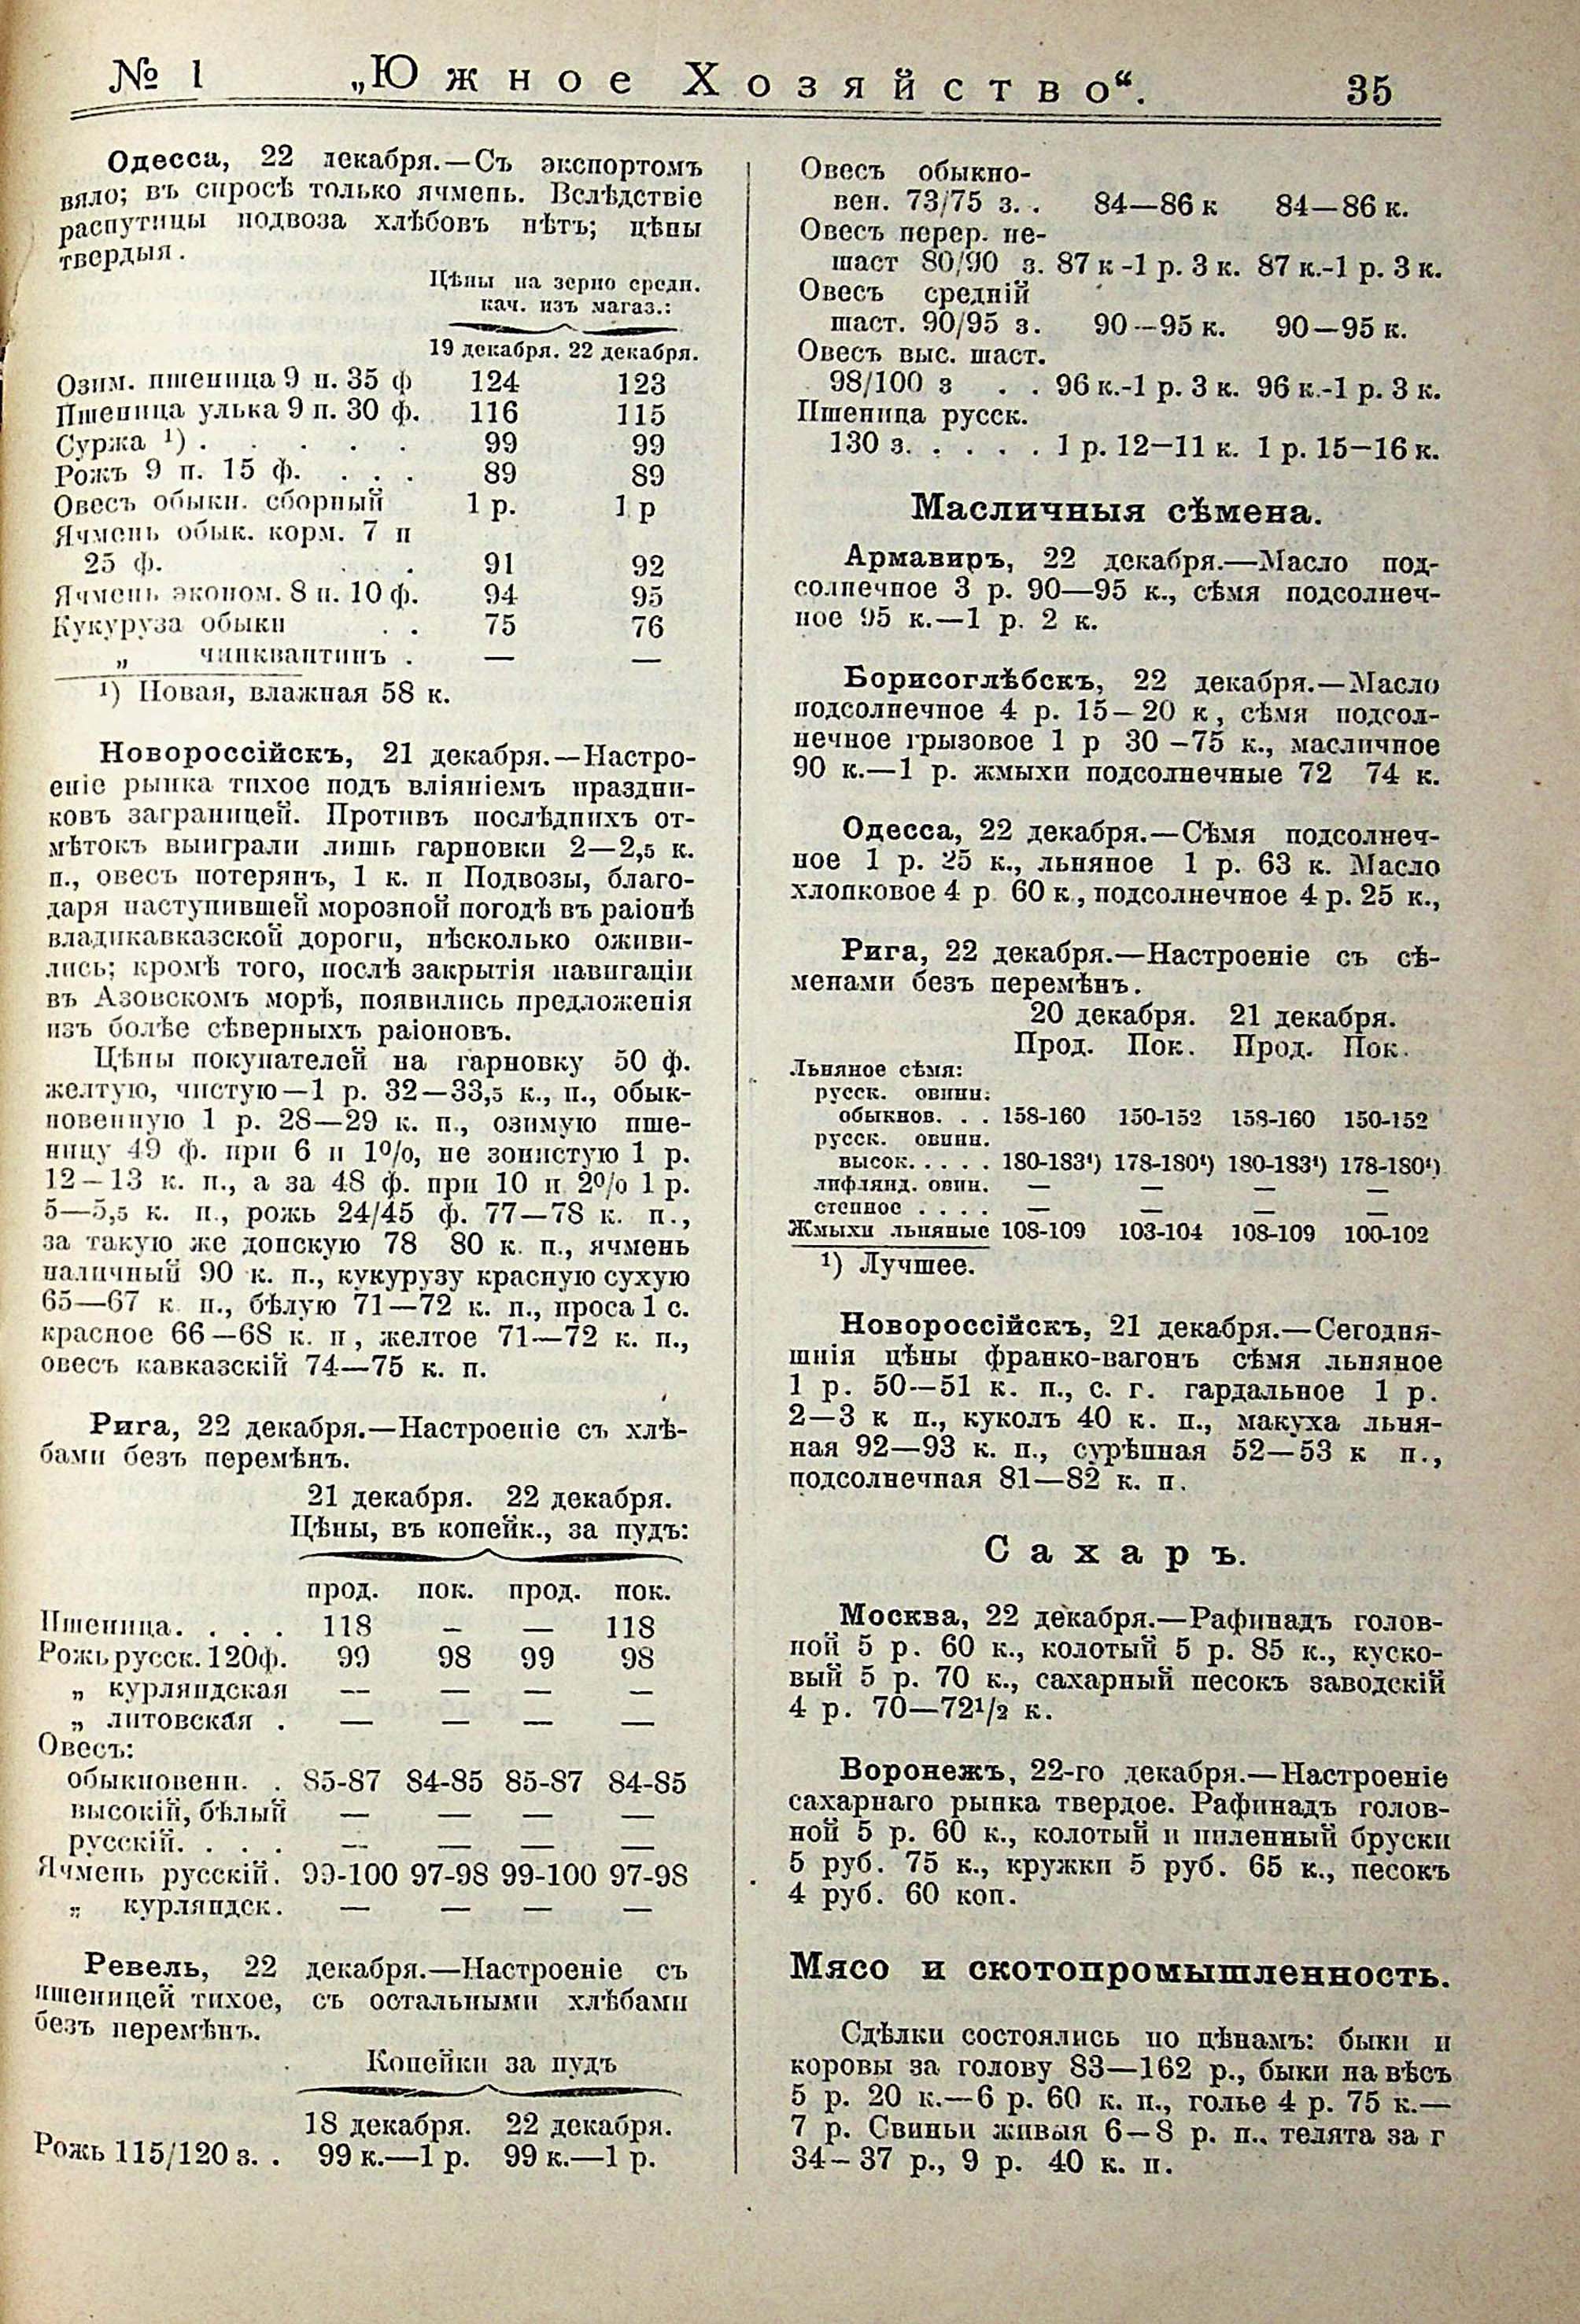 № 1 „Южное Хозяйство“. 35
Одесса, 22 декабря.—Съ экспортомъ
вяло; въ спросѣ только ячмень. Вслѣдствіе
распутицы подвоза хлѣбовъ нѣтъ; цѣны
твердыя.
Цѣны на зерно средн.
кач. изъ магаз.:
19 декабря. 22 декабря.
Озим. пшеница 9 п. 35 ф 124 123
Пшеница улька 9 п. 30 ф. 116 115
Суржа ¹) . . . . . 99 99
Рожъ 9 п. 15 ф. . . . 89 89
Овесъ обыкн. сборный 1 р. 1 р
Ячмень обык. корм. 7 п
25 ф. . . 91 92
Ячмень эконом. 8 п. 10 ф. 94 95
Кукуруза обыкн . . 75 76
„ чинквантинъ . — —
¹) Новая, влажная 58 к.
Новороссійскъ, 21 декабря.—Настро-
еніе рынка тихое подъ вліяніемъ праздни-
ковъ заграницей. Противъ послѣднихъ от-
мѣтокъ выиграли лишь гарновки 2—2,5 к.
п., овесъ потерянъ, 1 к. п Подвозы, благо-
даря наступившей морозной погодѣ въ раіонѣ
владикавказской дороги, нѣсколько оживи-
лись; кромѣ того, послѣ закрытія навигаціи
въ Азовскомъ морѣ, появились предложенія
изъ болѣе сѣверныхъ раіоновъ.
Цѣны покупателей на гарновку 50 ф.
желтую, чистую—1 р. 32—33,5 к., п., обык-
новенную 1 р. 28—29 к. п., озимую пше-
ницу 49 ф. при 6 и 1%, не зонистую 1 р.
12—13 к. п., а за 48 ф. при 10 и 2% 1 р.
5—5,5 к. п., рожь 24/45 ф. 77—78 к. п.,
за такую же донскую 78 80 к. п., ячмень
наличный 90 к. п., кукурузу красную сухую
65—67 к. п., бѣлую 71—72 к. п., проса 1 с.
красное 66—68 к. п, желтое 71—72 к. п.,
овесъ кавказскій 74—75 к. п.
Рига, 22 декабря.—Настроеніе съ хлѣ-
бами безъ перемѣнъ.
21 декабря. 22 декабря.
Цѣны, въ копейк., за пудъ:
прод. пок. прод. пок.
Пшеница. . . . 118 — — 118
Рожь русск. 120ф. 99 98 99 98
„ курляндская — — — —
„ литовская . — — — —
Овесъ:
обыкновенн. . 85-87 84-85 85-87 84-85
высокій, бѣлый — — — —
русскій. . . . — — — —
Ячмень русскій. 99-100 97-98 99-100 97-98
„ курляндск. — — — —
Ревель, 22 декабря.—Настроеніе съ
пшеницей тихое, съ остальными хлѣбами
безъ перемѣнъ.
Копейки за пудъ
18 декабря. 22 декабря.
Рожь 115/120 з. . 99 к.—1 р. 99 к.—1 р.
Овесъ обыкно-
вен. 73/75 з. . 84—86 к 84—86 к.
Овесъ перер. не-
шаст 80/90 з. 87 к-1 р. 3 к. 87 к.-1 р. 3 к.
Овесъ средній
шаст. 90/95 з. 90—95 к. 90—95 к.
Овесъ выс. шаст.
98/100 з . . 96 к.-1 р. 3 к. 96 к.-1 р. 3 к.
Пшеница русск.
130 з. . . . . 1 р. 12—11 к. 1 р. 15—16 к.
Масличныя сѣмена.
Армавиръ, 22 декабря.—Масло под-
солнечное 3 р. 90—95 к., сѣмя подсолнеч-
ное 95 к.—1 р. 2 к.
Борисоглѣбскъ, 22 декабря.—Масло
подсолнечное 4 р. 15—20 к, сѣмя подсол-
нечное грызовое 1 р 30—75 к., масличное
90 к.—1 р. жмыхи подсолнечные 72 74 к.
Одесса, 22 декабря.—Сѣмя подсолнеч-
ное 1 р. 25 к., льняное 1 р. 63 к. Масло
хлопковое 4 р. 60 к., подсолнечное 4 р. 25 к.,
Рига, 22 декабря.—Настроеніе съ сѣ-
менами безъ перемѣнъ.
20 декабря. 21 декабря.
Прод. Пок. Прод. Пок.
Льняное сѣмя:
русск. овинн.
обыкнов. . . 158-160 150-152 158-160 150-152
русск. овинн.
высок. . . . . 180-183¹) 178-180¹) 180-183¹) 178-180¹)
лифлянд. овин. — — — —
степное . . . . — — — —
Жмыхи льняные 108-109 103-104 108-109 100-102
¹) Лучшее.
Новороссійскъ, 21 декабря.—Сегодня-
шнія цѣны франко-вагонъ сѣмя льняное
1 р. 50—51 к. п., с. г. гардальное 1 р.
2—3 к п., куколъ 40 к. п., макуха льня-
ная 92—93 к. п., сурѣпная 52—53 к п.,
подсолнечная 81—82 к. п.
Сахаръ.
Москва, 22 декабря.—Рафинадъ голов-
ной 5 р. 60 к., колотый 5 р. 85 к., куско-
вый 5 р. 70 к., сахарный песокъ заводскій
4 р. 70—72¹/₂ к.
Воронежъ, 22-го декабря.—Настроеніе
сахарнаго рынка твердое. Рафинадъ голов-
ной 5 р. 60 к., колотый и пиленный бруски
5 руб. 75 к., кружки 5 руб. 65 к., песокъ
4 руб. 60 коп.
Мясо и скотопромышленность.
Сдѣлки состоялись по цѣнамъ: быки и
коровы за голову 83—162 р., быки на вѣсъ
5 р. 20 к.—6 р. 60 к. п., голье 4 р. 75 к.—
7 р. Свиньи живыя 6—8 р. п., телята за г
34—37 р., 9 р. 40 к. п.